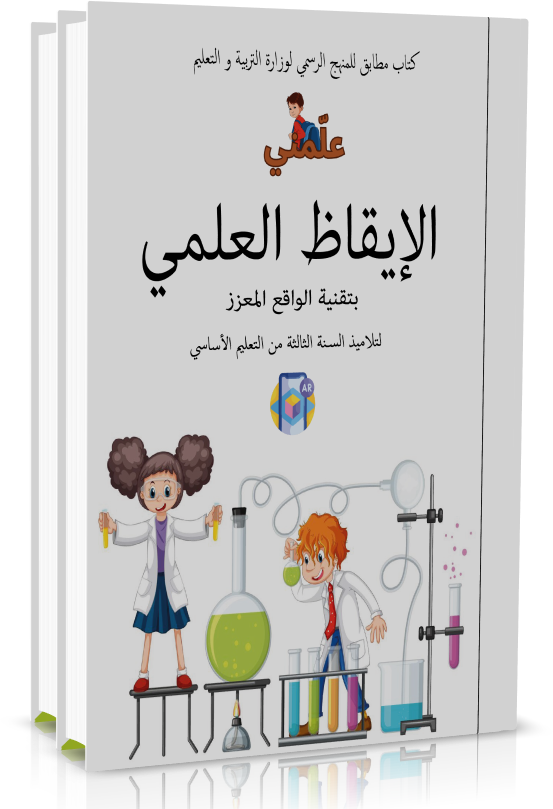 كتاب مطابق للمنهج الرسمي لوزارة التربية و التعليم
علّمني
الإيقاظ العلمي
بتقنية الواقع المعزز
لتلاميذ السنة الثالثة من التعليم الأساسي
AR